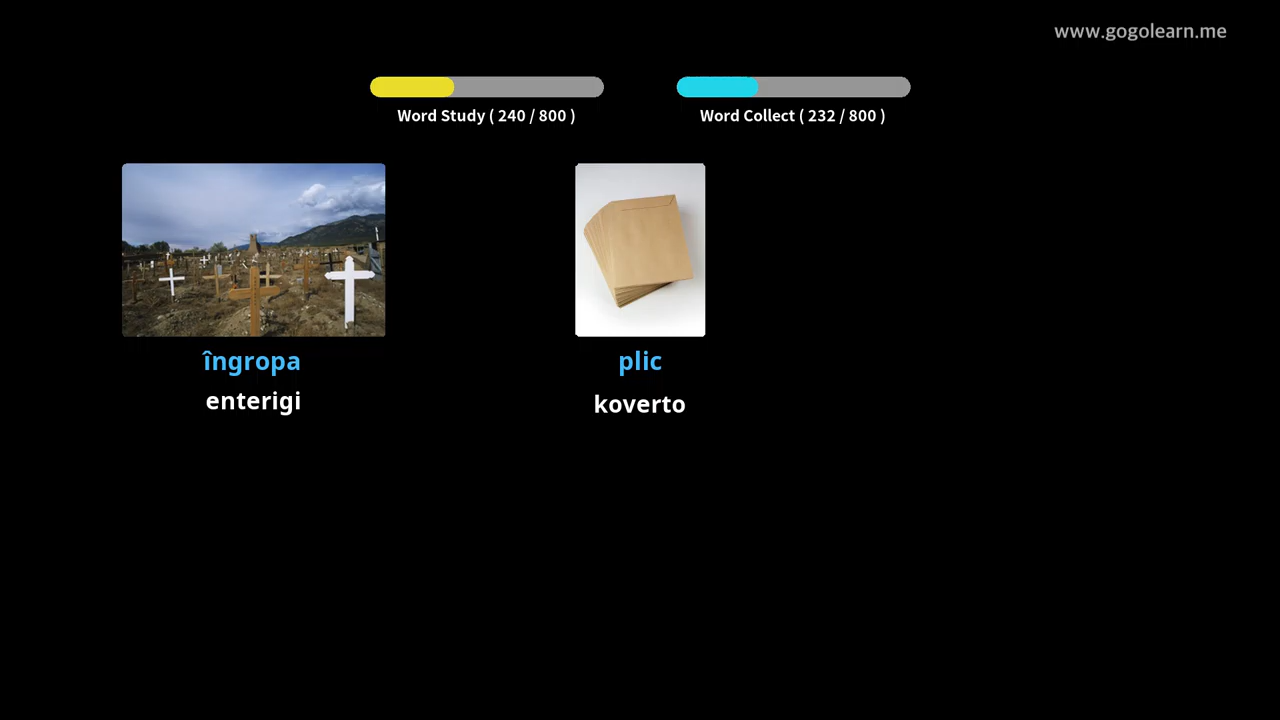 www.gogolearn.me
Word Study ( 240 / 800 )
Word Collect ( 232 / 800 )
îngropa
plic
enterigi
koverto